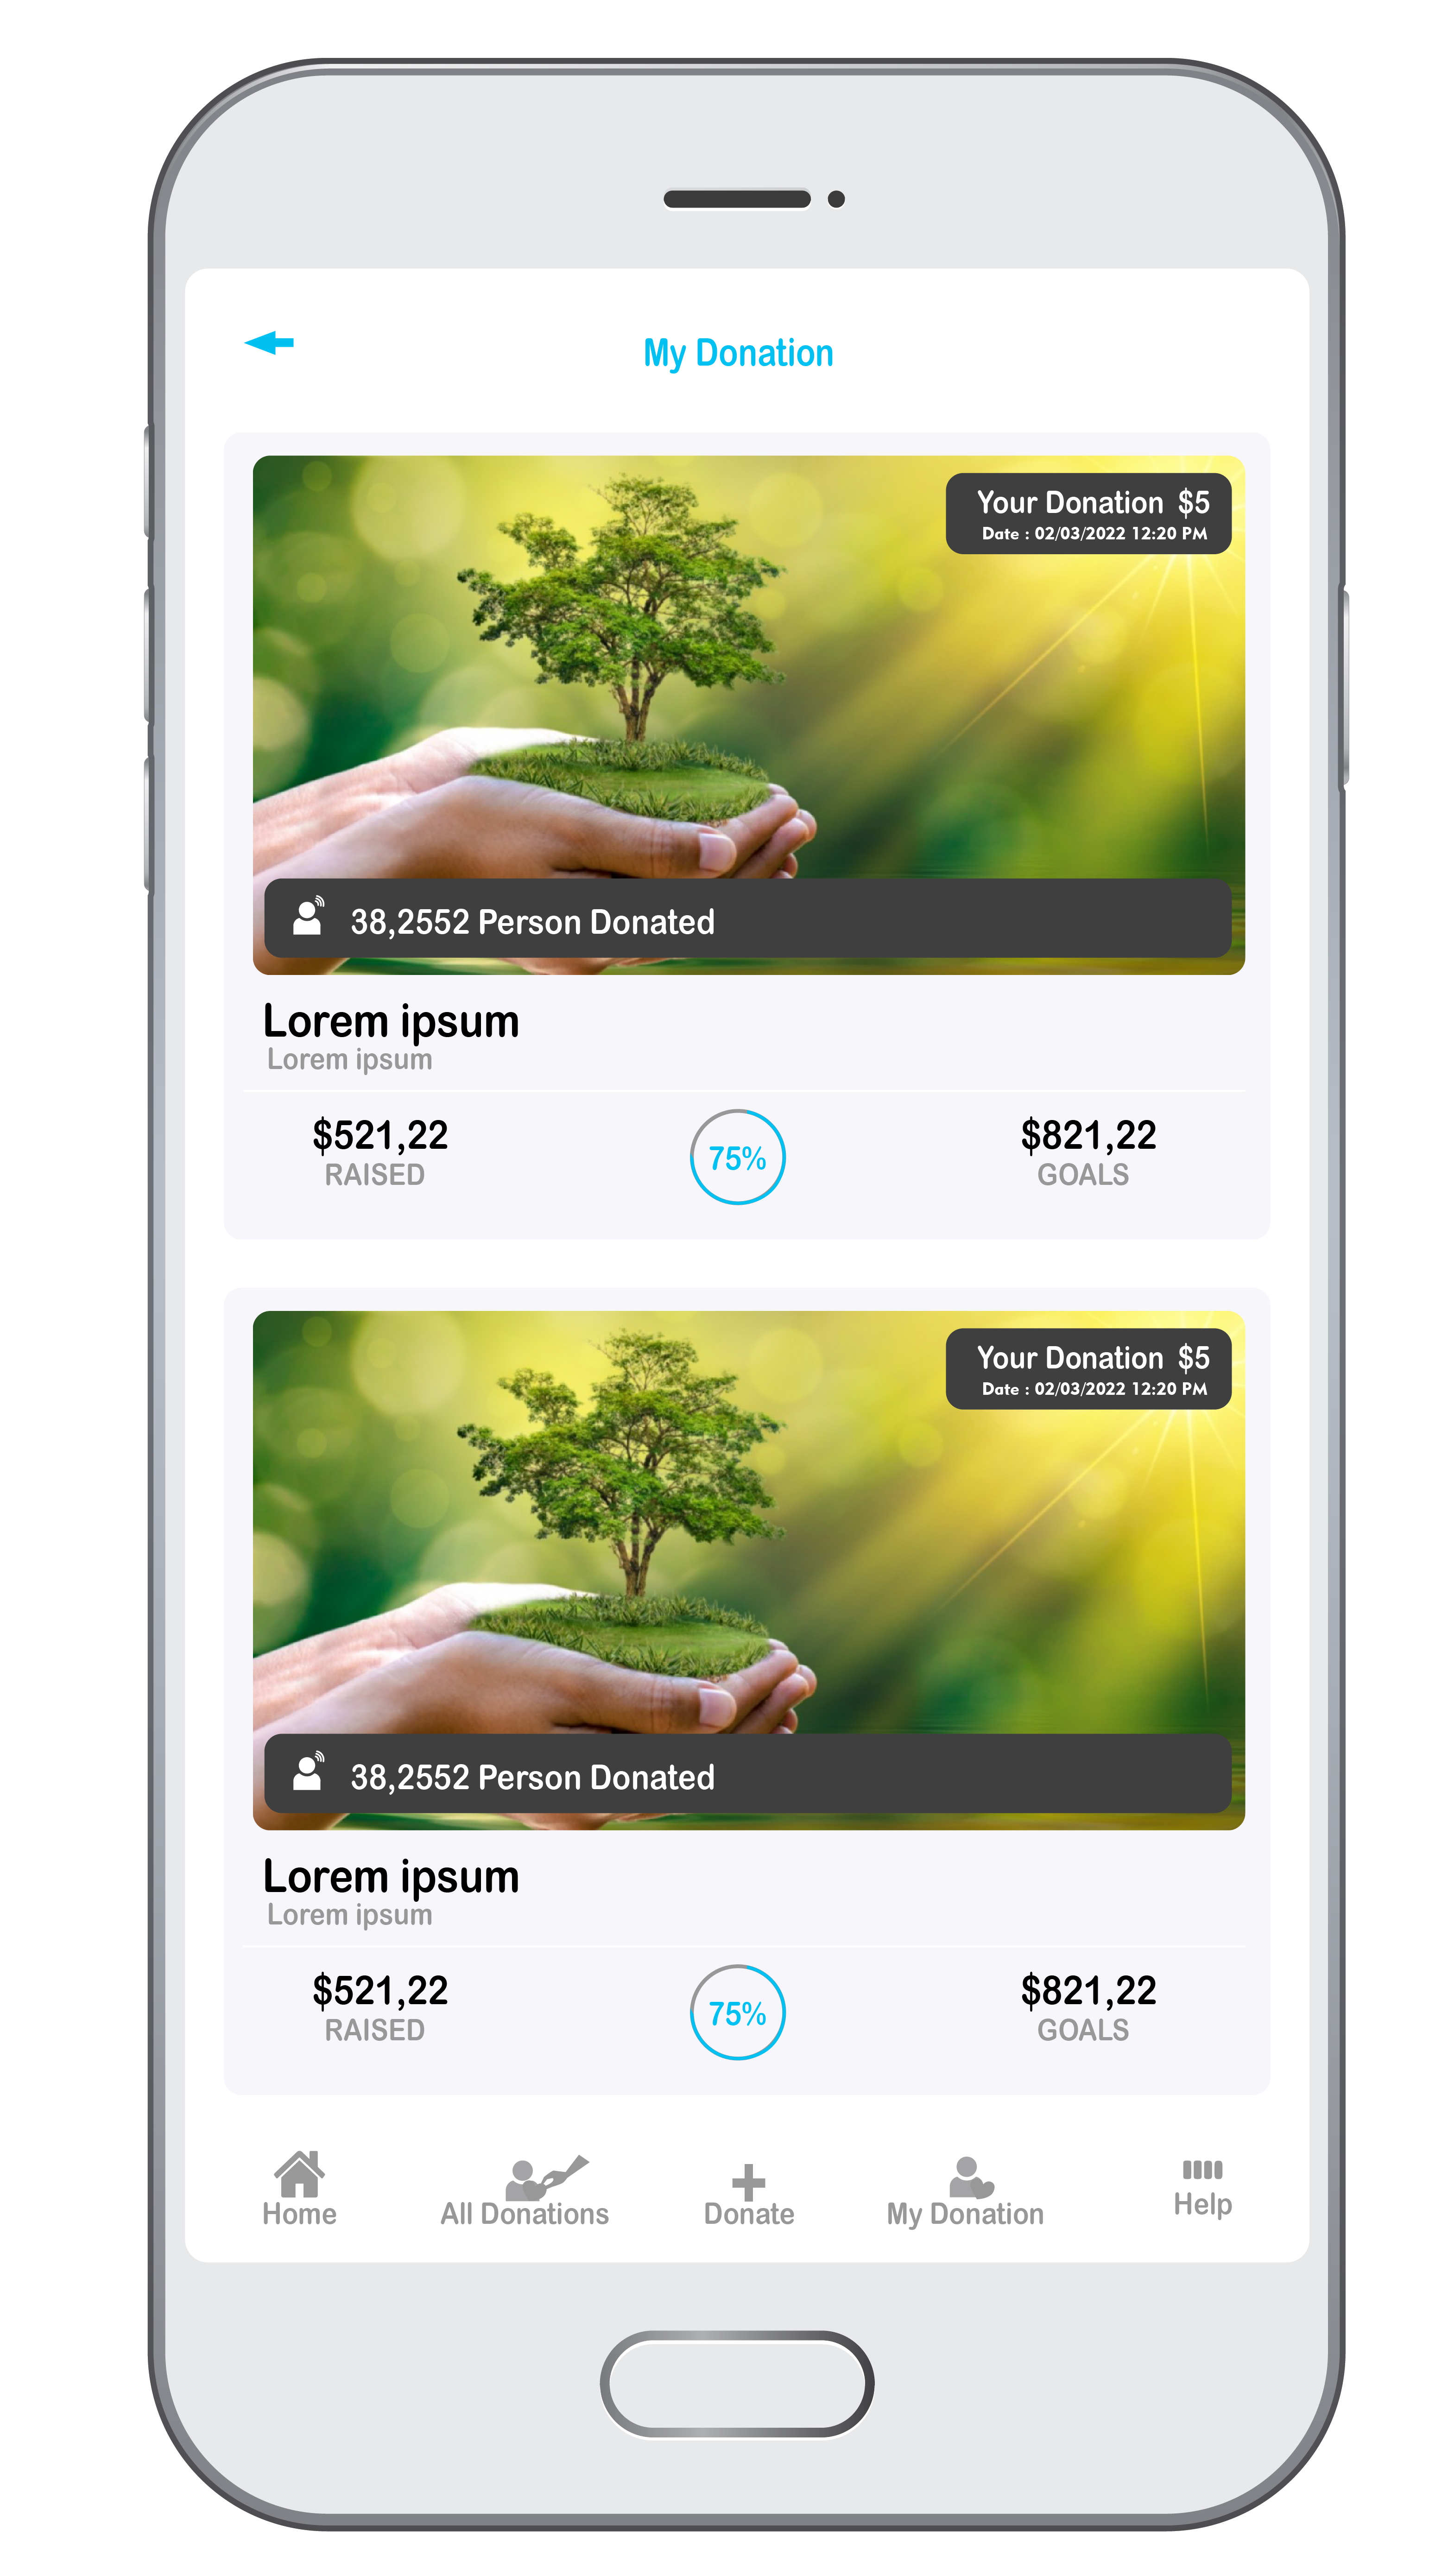 My Donation
Your Donation $5
Date : 02/03/2022 12:20 PM
38,2552 Person Donated
Lorem ipsum
Lorem ipsum
$521,22
RAISED
75%
$821,22
GOALS
Your Donation $5
Date : 02/03/2022 12:20 PM
38,2552 Person Donated
Lorem ipsum
Lorem ipsum
$521,22
RAISED
75%
$821,22
GOALS
Home
All Donations
Donate
My Donation
Help